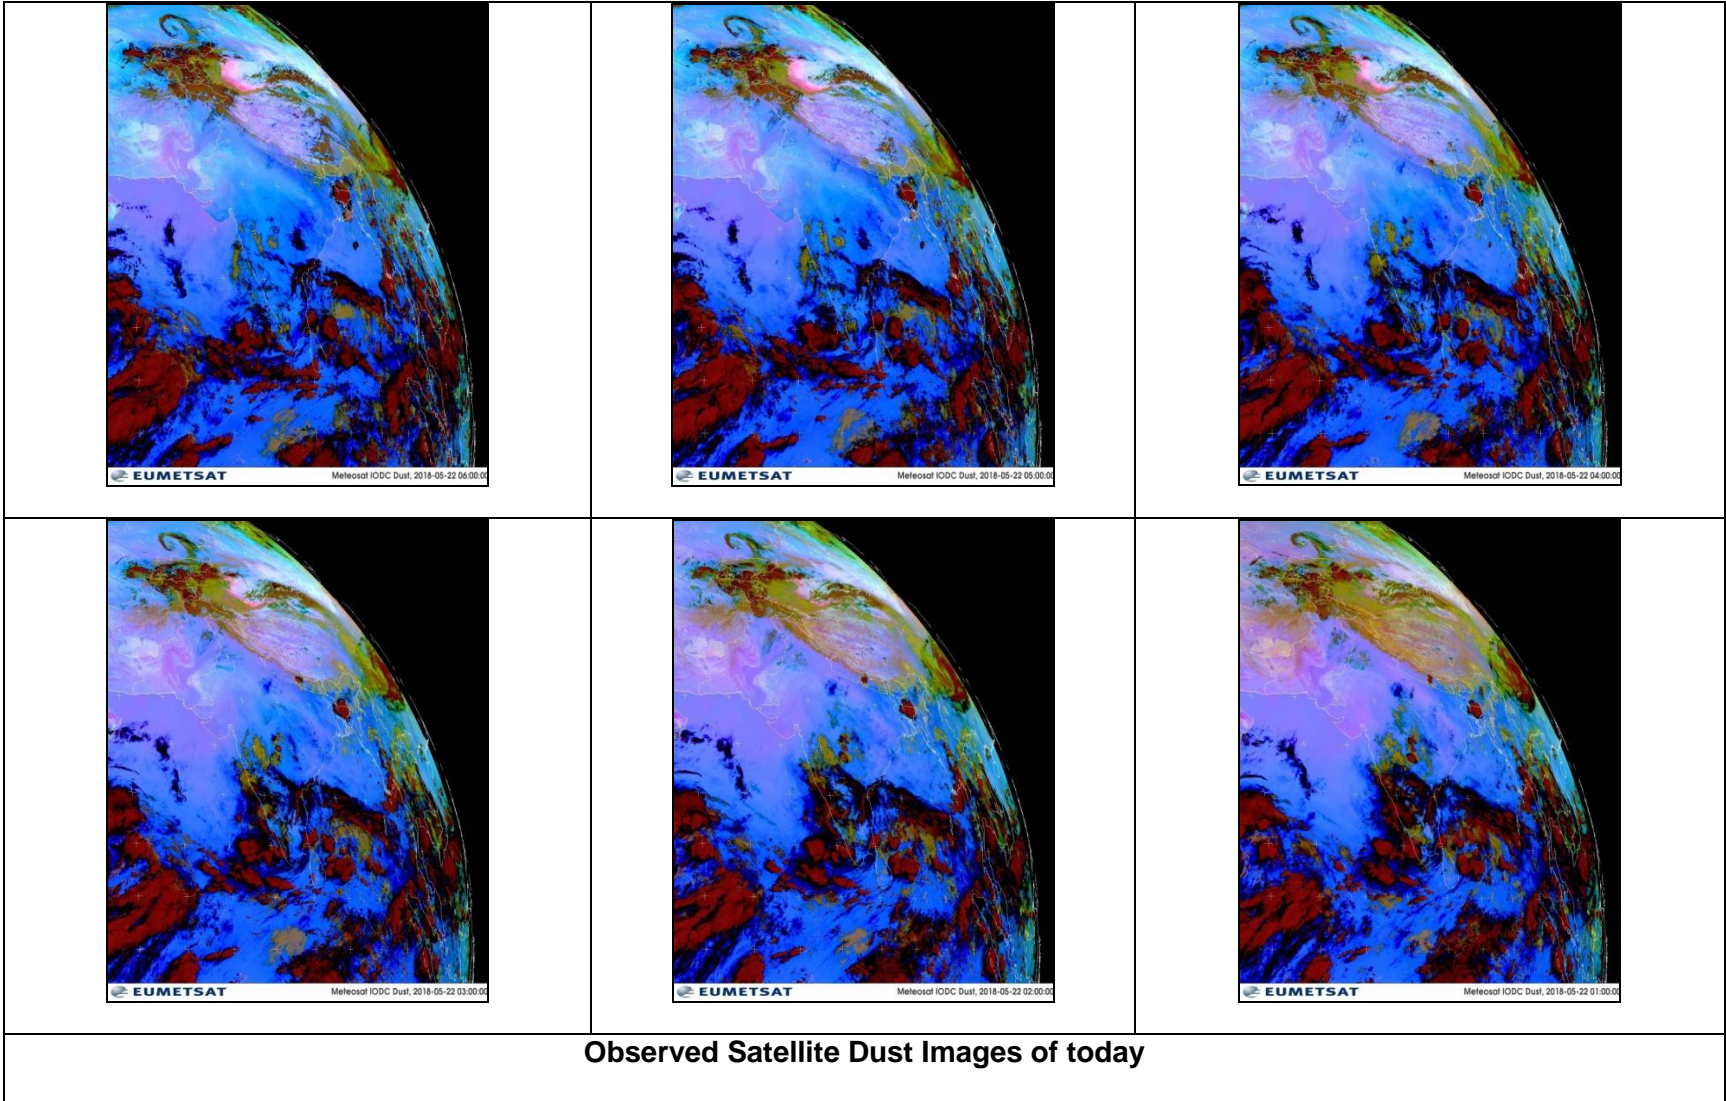 EUMETSAT Meteosat IODC Dust, 2018-05-22 06:00:00
EUMETSAT Meteosat IODC Dust, 2018-05-22 05:00:00
EUMETSAT Meteosat IODC Dust, 2018-05-22 04:00:00
EUMETSAT Meteosat IODC Dust, 2018-05-22 03:00:00
EUMETSAT Meteosat IODC Dust, 2018-05-22 02:00:00
EUMETSAT Meteosat IODC Dust, 2018-05-22 01:00:00
Observed Satellite Dust Images of today